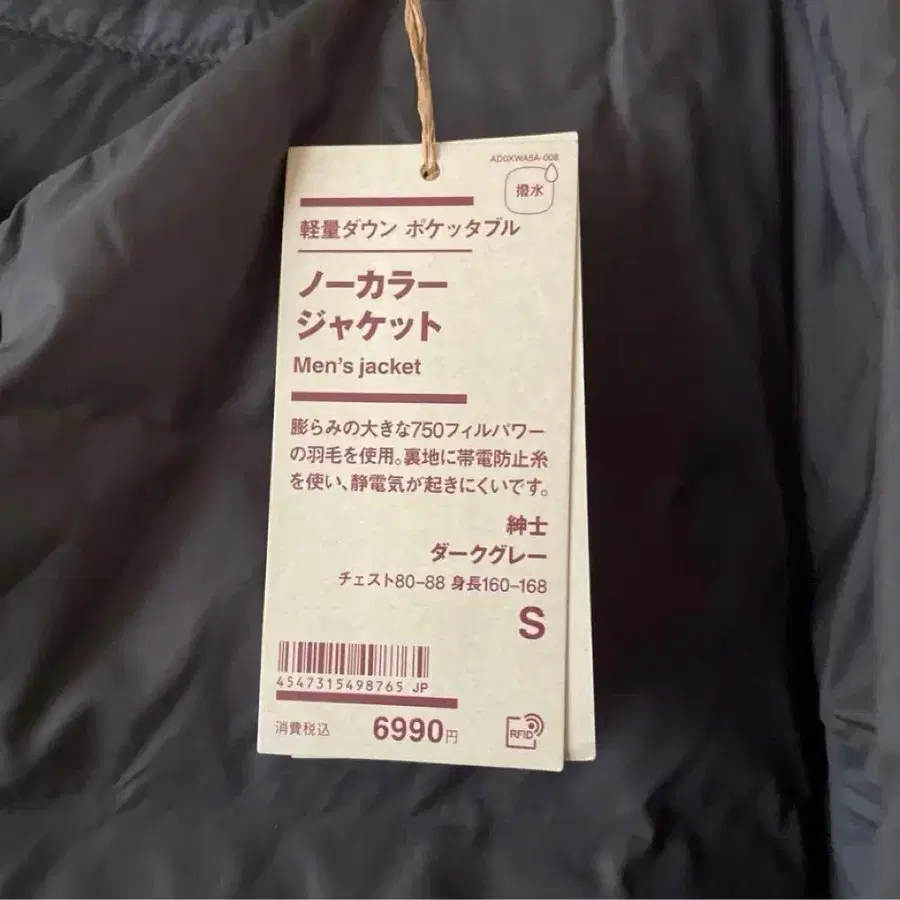 AD0XWA5A-008
撥水
軽量ダウン ポケッタブル
ノーカラー
ジャケット
Men's jacket
膨らみの大きな750フィルパワー
の羽毛を使用。裏地に帯電防止糸
を使い、静電気が起きにくいです。
紳士
ダークグレー
チェスト80–88 身長160–168
S
4547315498765 JP
消費税込 6990円
RFID